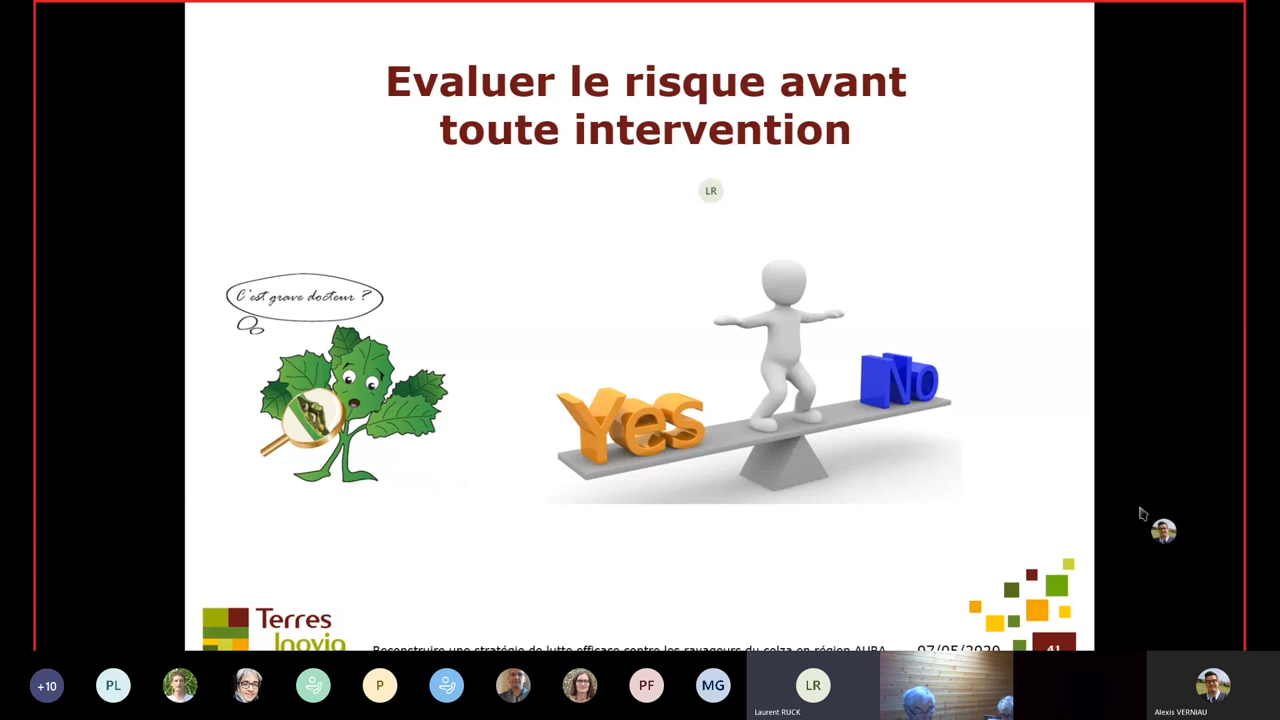 Evaluer le risque avant
toute intervention
LR
C'est grave docteur ?
Yes
No
Terres
Inovia
Reconstruire une stratégie de lutte efficace contre les ravageurs du colza en région AURA
07/05/2020
41
+10
PL
P
PF
MG
LR
Laurent RUCK
Alexis VERNIAU